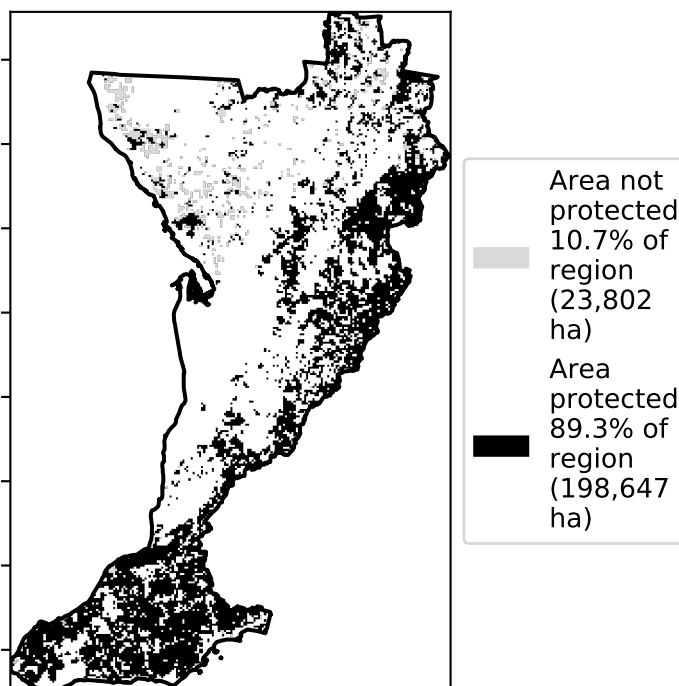 Area not
protected
10.7% of
region
(23,802
ha)
Area
protected
89.3% of
region
(198,647
ha)